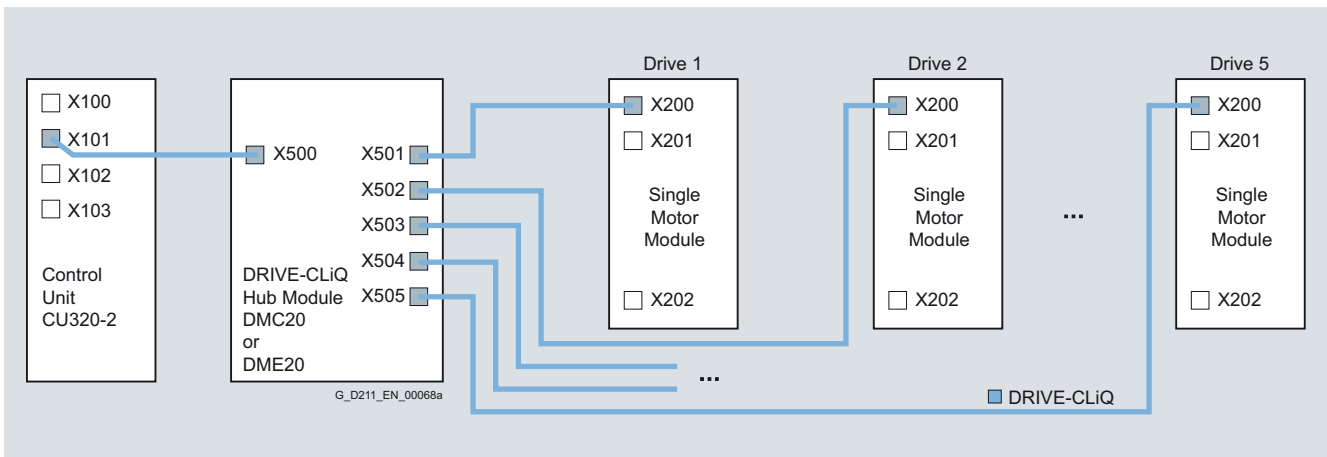 Drive 1
Drive 2
Drive 5
X100
X101
X102
X103
Control
Unit
CU320-2
X500
X501
X502
X503
X504
X505
DRIVE-CLiQ
Hub Module
DMC20
or
DME20
G_D211_EN_00068a
X200
X201
Single
Motor
Module
X202
...
X200
X201
Single
Motor
Module
X202
...
X200
X201
Single
Motor
Module
X202
DRIVE-CLiQ